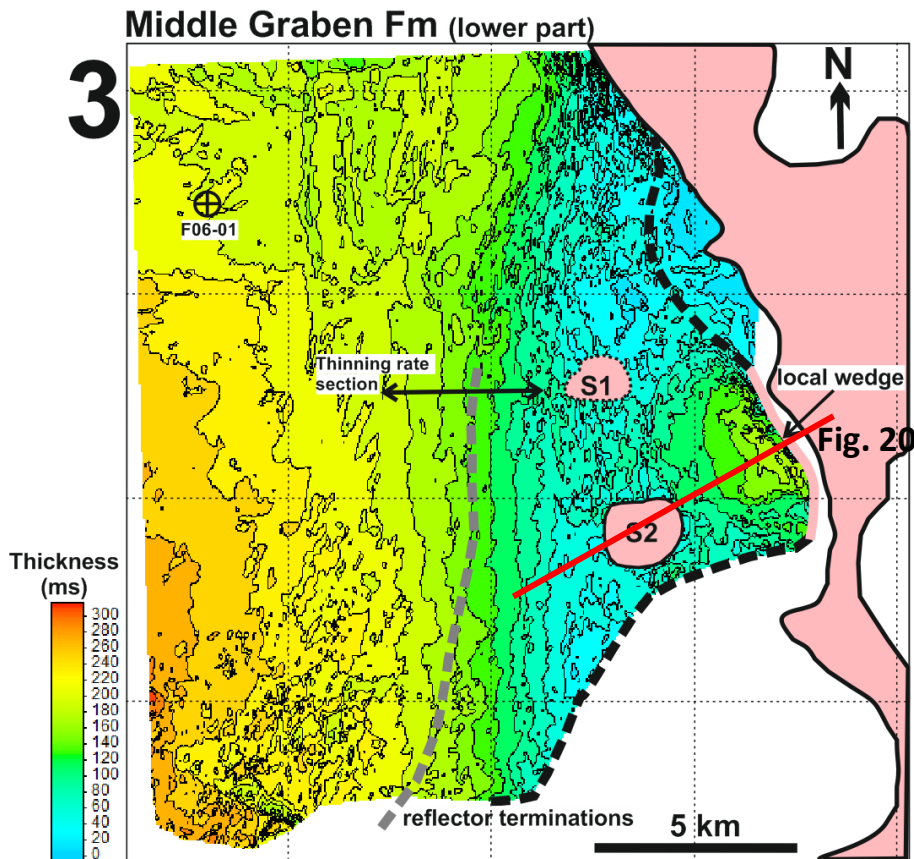 Middle Graben Fm (lower part)
3
N
F06-01
Thinning rate
section
S1
local wedge
Fig. 20
S2
Thickness
(ms)
300
280
260
240
220
200
180
160
140
120
100
80
60
40
20
0
reflector terminations
5 km